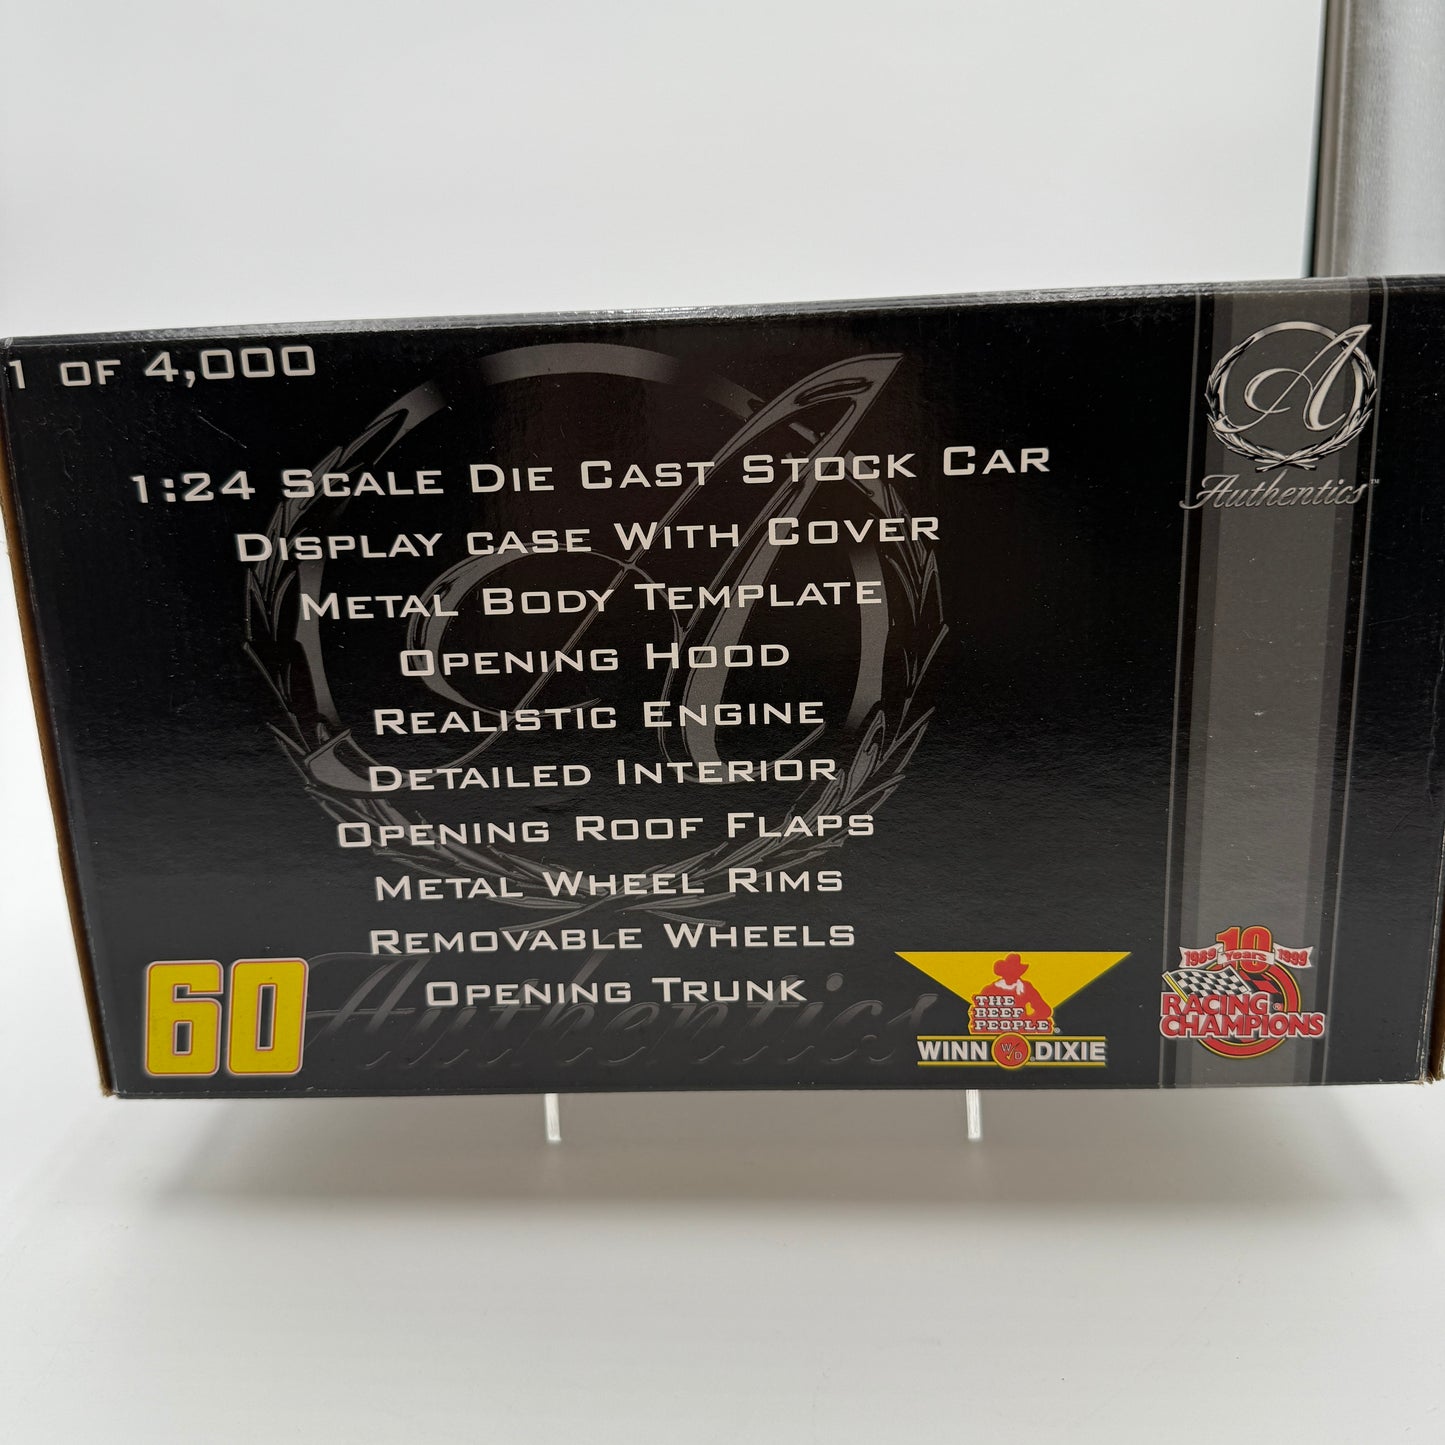 1 OF 4,000
1:24 SCALE DIE CAST STOCK CAR
DISPLAY CASE WITH COVER
METAL BODY TEMPLATE
OPENING HOOD
REALISTIC ENGINE
DETAILED INTERIOR
OPENING ROOF FLAPS
METAL WHEEL RIMS
REMOVABLE WHEELS
OPENING TRUNK
Authentics
60
THE
BEEF
PEOPLE®
WINN W/D DIXIE
A
Authentics™
10
1989 Years 1999
RACING®
CHAMPIONS